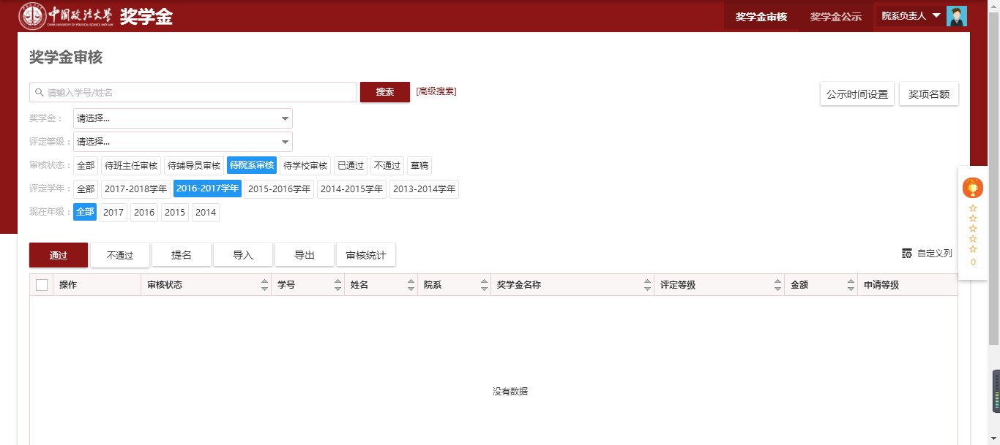 中国政法大学 奖学金 奖学金审核 奖学金公示 院系负责人
CHINA UNIVERSITY OF POLITICAL SCIENCE AND LAW
奖学金审核
请输入学号/姓名 搜索 [高级搜索] 公示时间设置 奖项名额
奖学金： 请选择...
评定等级： 请选择...
审核状态： 全部 待班主任审核 待辅导员审核 待院系审核 待学校审核 已通过 不通过 草稿
评定学年： 全部 2017-2018学年 2016-2017学年 2015-2016学年 2014-2015学年 2013-2014学年
现在年级： 全部 2017 2016 2015 2014
通过 不通过 提名 导入 导出 审核统计 自定义列
0
操作 审核状态 学号 姓名 院系 奖学金名称 评定等级 金额 申请等级
没有数据